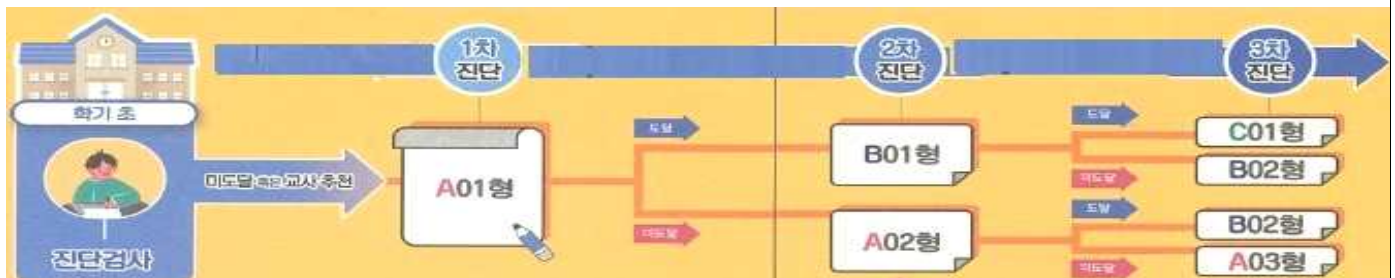 1차
진단
2차
진단
3차
진단
학기 초
진단검사
미도달 혹은 교사 추천
A01형
도달
미도달
B01형
A02형
도달
미도달
도달
미도달
C01형
B02형
B02형
A03형